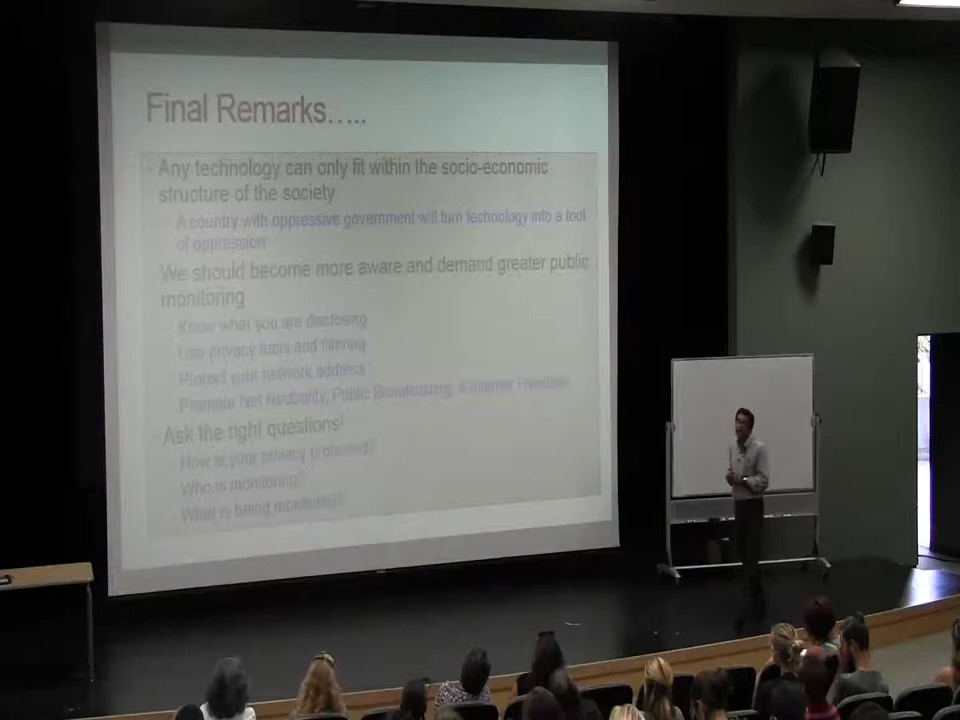 Final Remarks…..
Any technology can only fit within the socio-economic
structure of the society
A country with oppressive government will turn technology into a tool
of oppression
We should become more aware and demand greater public
monitoring
Know what you are disclosing
Use privacy tools and filtering
Protect your network address
Promote Net Neutrality, Public Broadcasting, & Internet Freedom
Ask the right questions!
How is your privacy protected?
Who is monitoring?
What is being monitored?